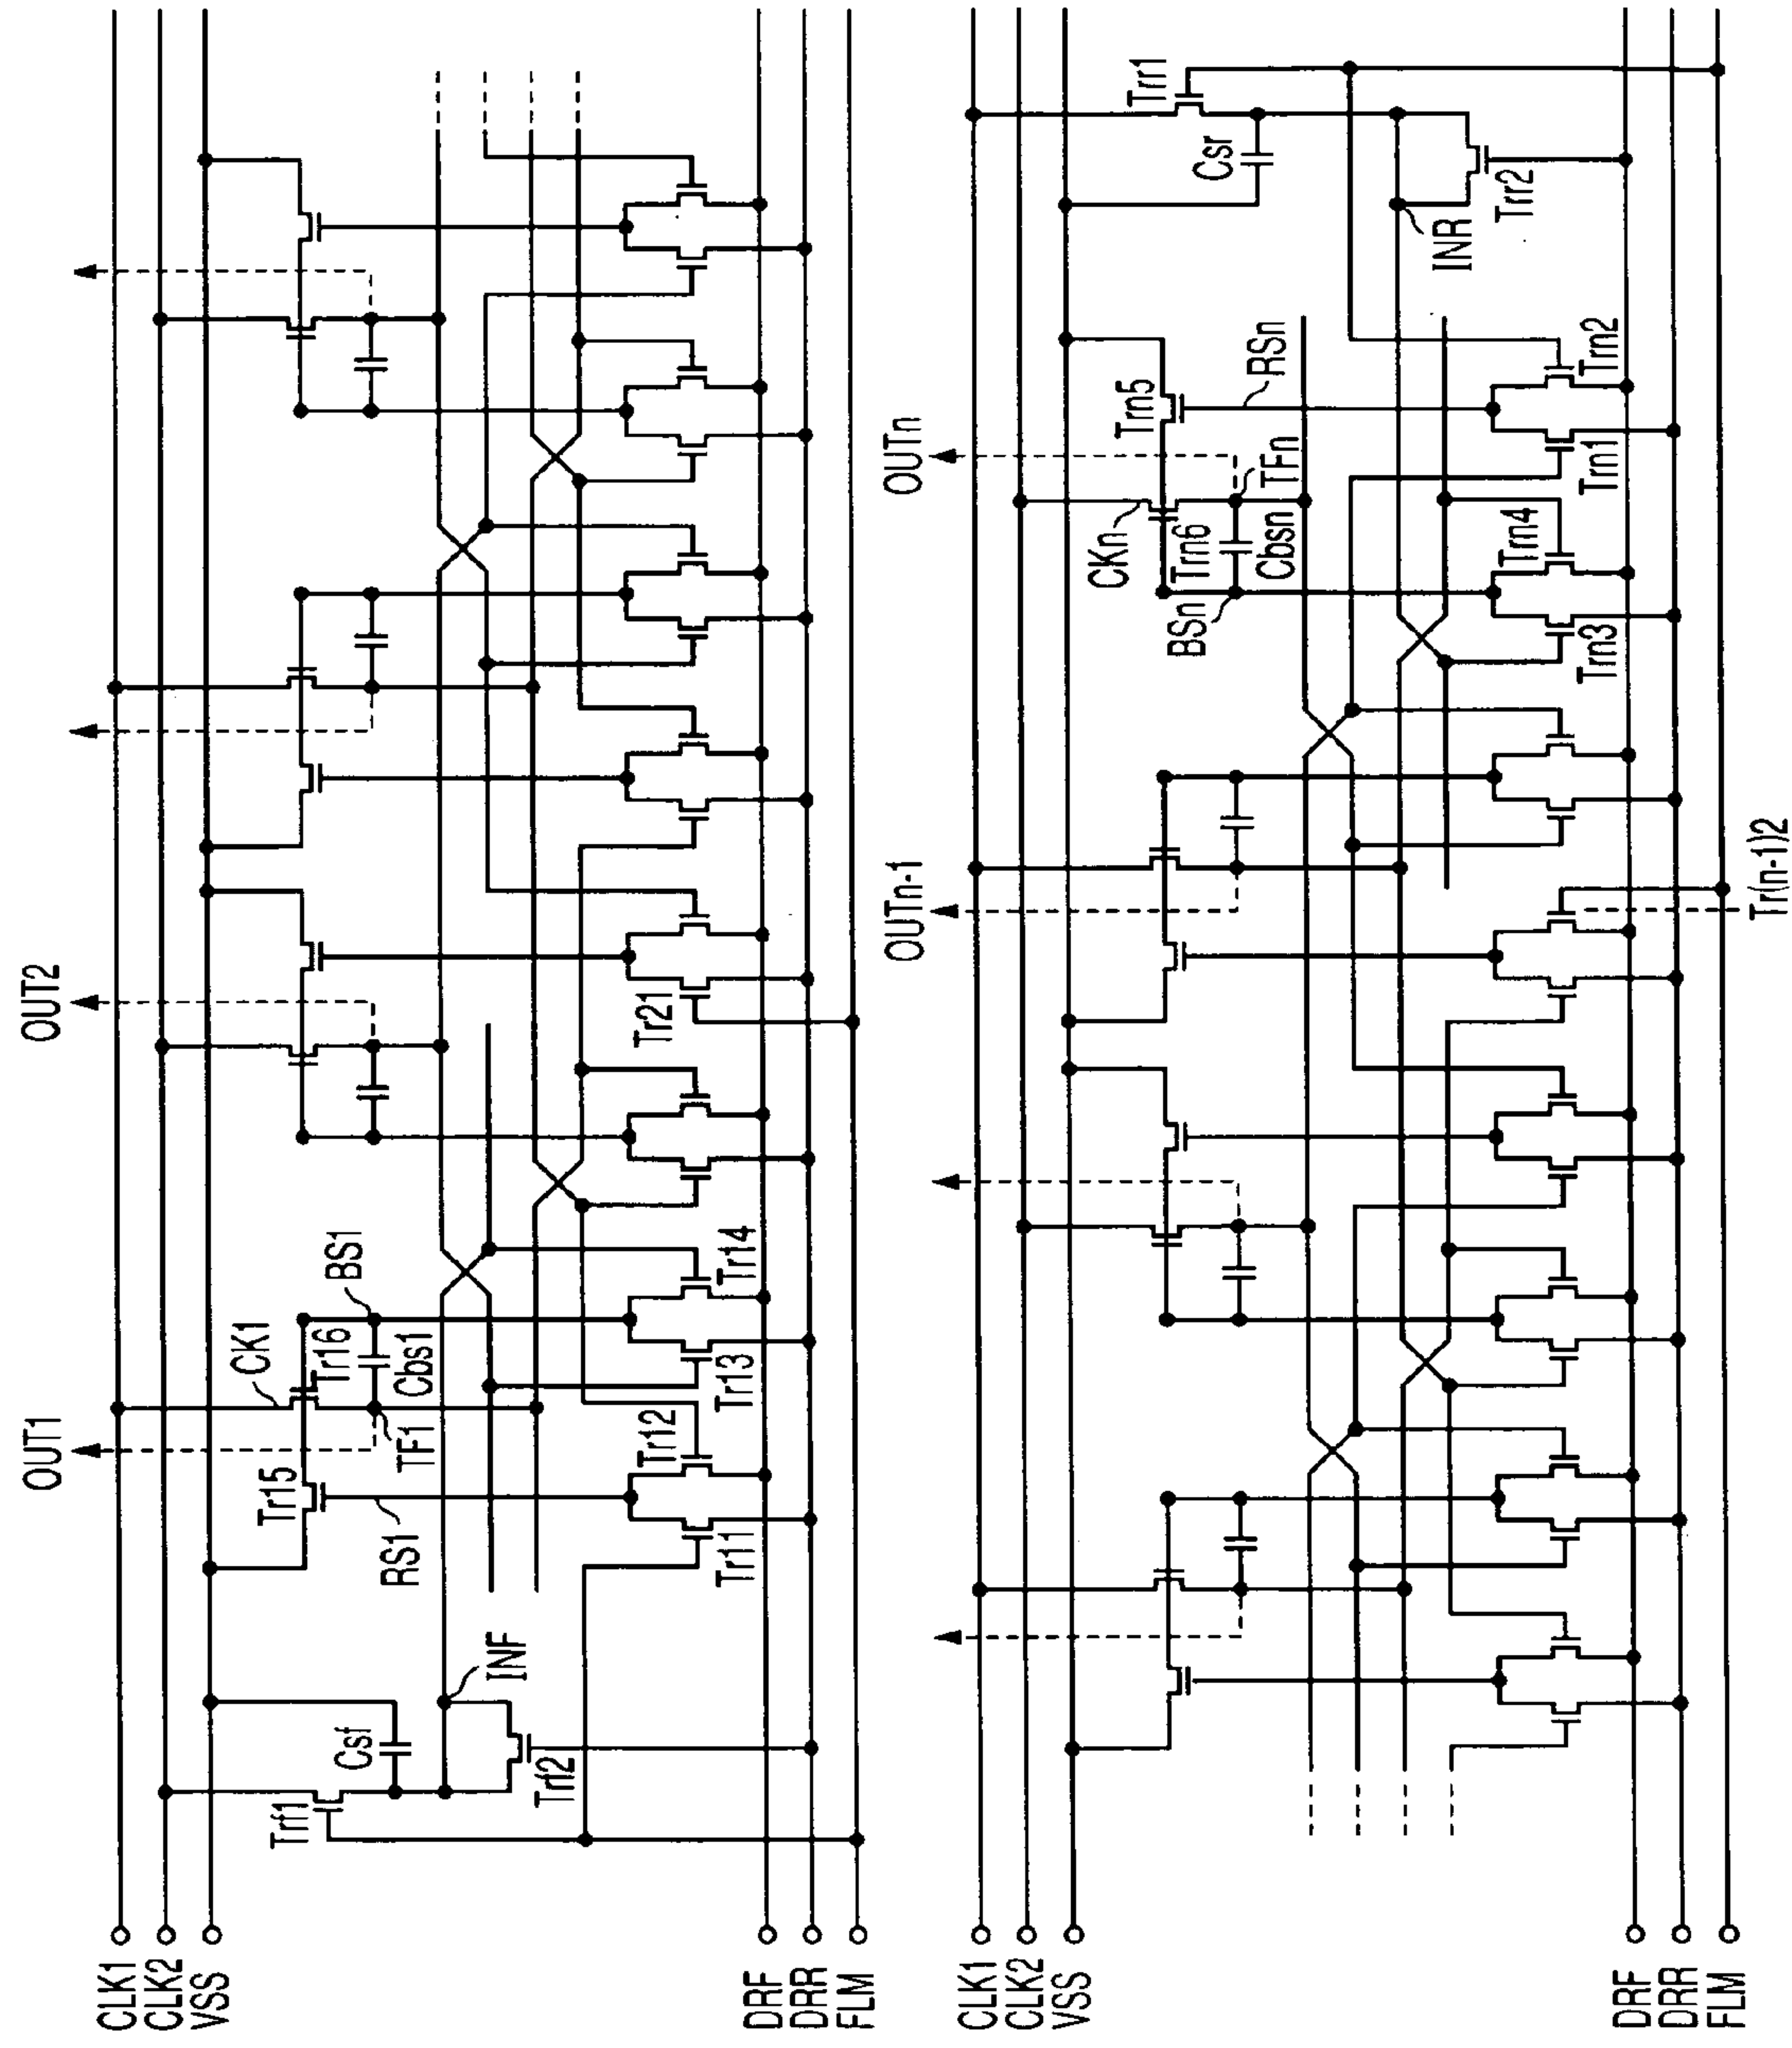 OUT1
OUT2
CLK1
CLK2
VSS
Trf1
Csf
INF
Trf2
Tr15
CK1
Tr16
BS1
RS1
TF1
Cbs1
Tr11
Tr12
Tr13
Tr14
Tr21
DRF
DRR
FLM
OUTn-1
OUTn
CLK1
CLK2
VSS
CKn
Trn5
Trr1
Trn6
BSn
Cbsn
TFn
RSn
Csr
INR
Trr2
Trn3
Trn4
Trn1
Trn2
DRF
DRR
FLM
Tr(n-1)2